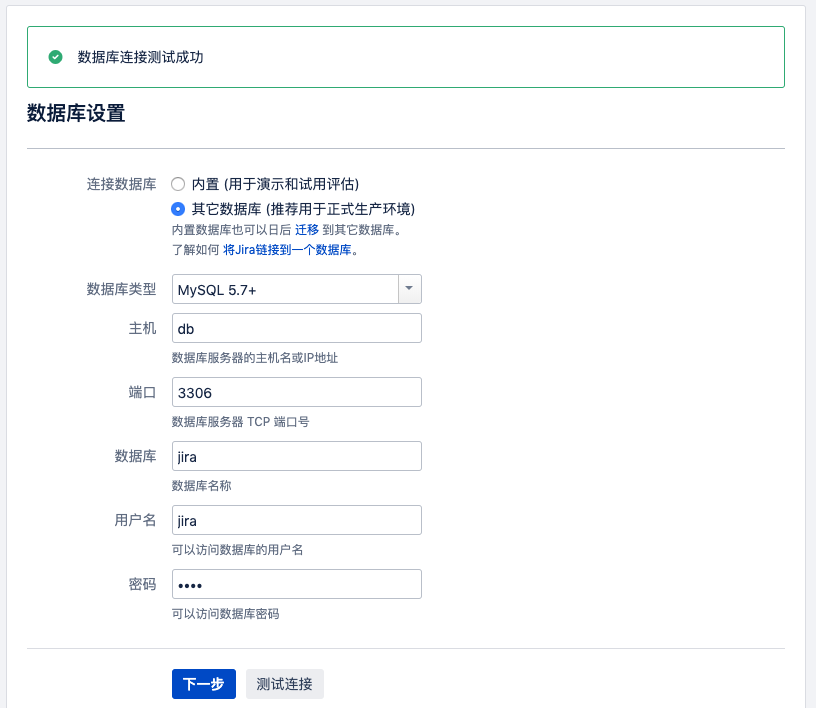 数据库连接测试成功
数据库设置
连接数据库
内置 (用于演示和试用评估)
其它数据库 (推荐用于正式生产环境)
内置数据库也可以日后 迁移 到其它数据库。
了解如何 将Jira链接到一个数据库。
数据库类型 MySQL 5.7+
主机 db
数据库服务器的主机名或IP地址
端口 3306
数据库服务器 TCP 端口号
数据库 jira
数据库名称
用户名 jira
可以访问数据库的用户名
密码 ••••
可以访问数据库密码
下一步 测试连接